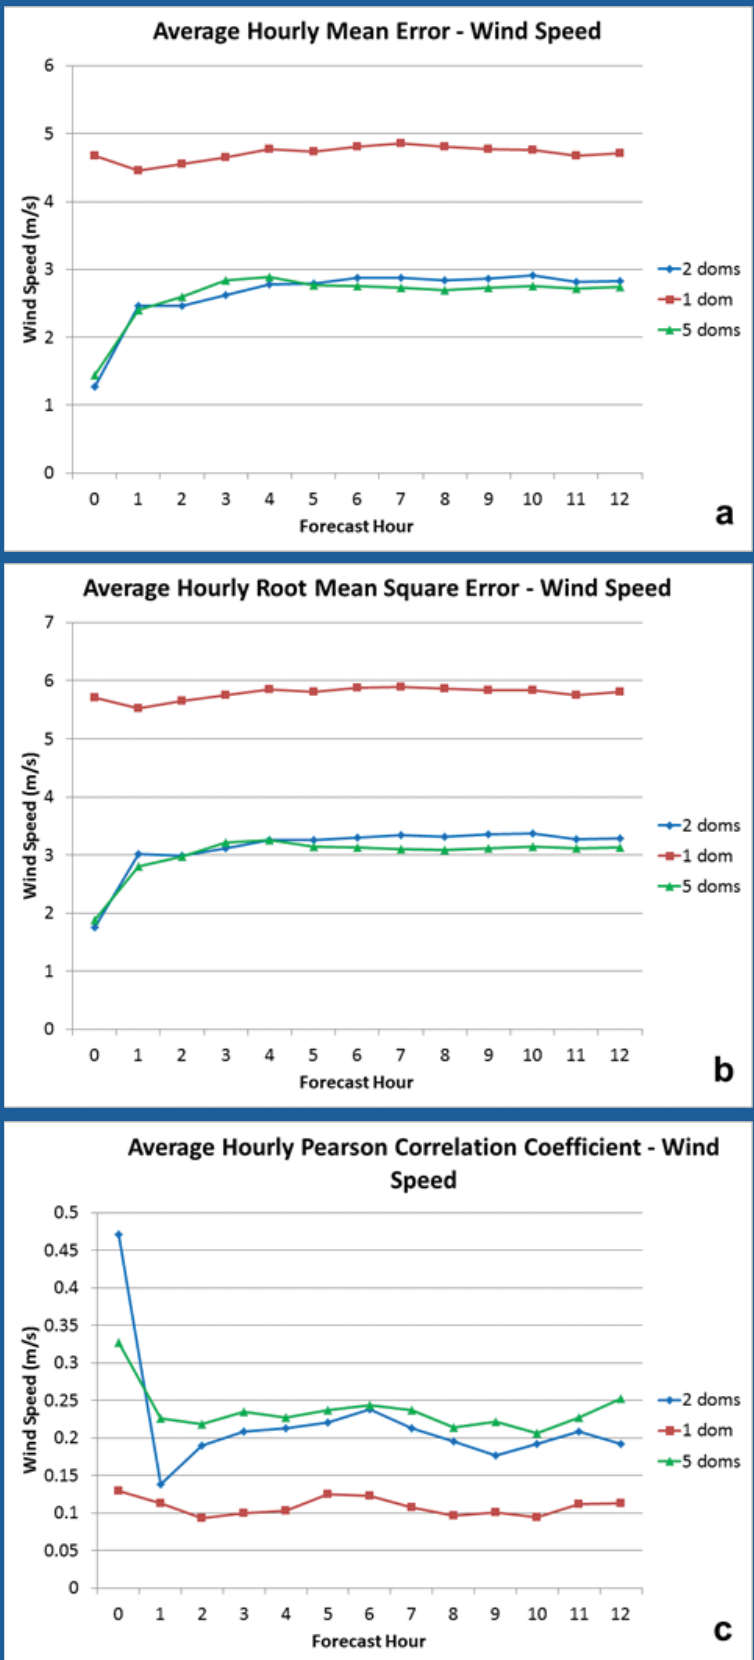 Average Hourly Mean Error - Wind Speed
6
5
4
3
2
1
0
Wind Speed (m/s)
0 1 2 3 4 5 6 7 8 9 10 11 12
Forecast Hour
2 doms
1 dom
5 doms
a
Average Hourly Root Mean Square Error - Wind Speed
7
6
5
4
3
2
1
0
Wind Speed (m/s)
0 1 2 3 4 5 6 7 8 9 10 11 12
Forecast Hour
2 doms
1 dom
5 doms
b
Average Hourly Pearson Correlation Coefficient - Wind
Speed
0.5
0.45
0.4
0.35
0.3
0.25
0.2
0.15
0.1
0.05
0
Wind Speed (m/s)
0 1 2 3 4 5 6 7 8 9 10 11 12
Forecast Hour
2 doms
1 dom
5 doms
c